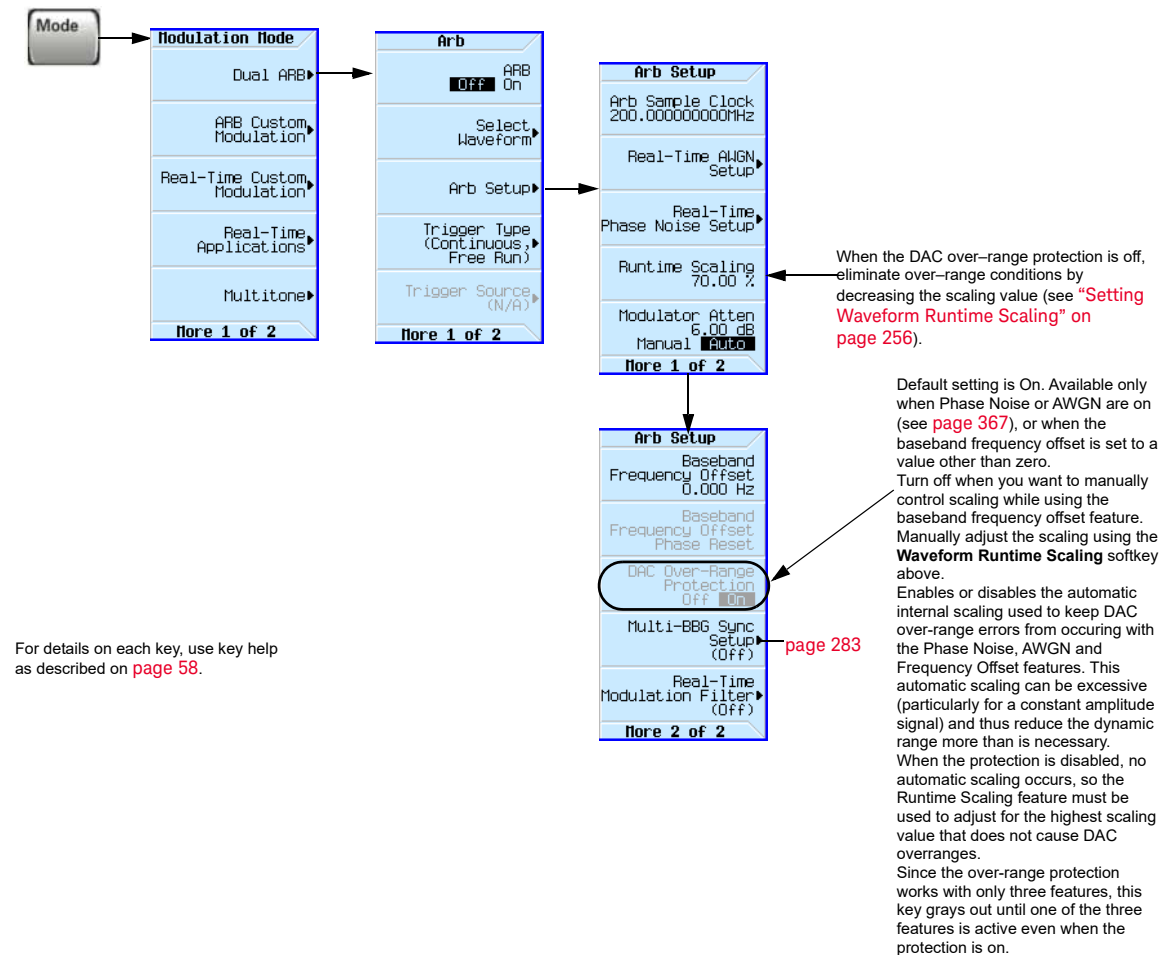 Mode
Modulation Mode
Dual ARB
ARB Custom
Modulation
Real-Time Custom
Modulation
Real-Time
Applications
Multitone
More 1 of 2
Arb
ARB
Off On
Select
Waveform
Arb Setup
Trigger Type
(Continuous,
Free Run)
Trigger Source
(N/A)
More 1 of 2
Arb Setup
Arb Sample Clock
200.000000000MHz
Real-Time AWGN
Setup
Real-Time
Phase Noise Setup
Runtime Scaling
70.00 %
Modulator Atten
6.00 dB
Manual Auto
More 1 of 2
When the DAC over–range protection is off,
eliminate over–range conditions by
decreasing the scaling value (see “Setting
Waveform Runtime Scaling” on
page 256).
Arb Setup
Baseband
Frequency Offset
0.000 Hz
Baseband
Frequency Offset
Phase Reset
DAC Over-Range
Protection
Off On
Multi-BBG Sync
Setup
(Off)
page 283
Real-Time
Modulation Filter
(Off)
More 2 of 2
Default setting is On. Available only
when Phase Noise or AWGN are on
(see page 367), or when the
baseband frequency offset is set to a
value other than zero.
Turn off when you want to manually
control scaling while using the
baseband frequency offset feature.
Manually adjust the scaling using the
Waveform Runtime Scaling softkey
above.
Enables or disables the automatic
internal scaling used to keep DAC
over-range errors from occuring with
the Phase Noise, AWGN and
Frequency Offset features. This
automatic scaling can be excessive
(particularly for a constant amplitude
signal) and thus reduce the dynamic
range more than is necessary.
When the protection is disabled, no
automatic scaling occurs, so the
Runtime Scaling feature must be
used to adjust for the highest scaling
value that does not cause DAC
overranges.
Since the over-range protection
works with only three features, this
key grays out until one of the three
features is active even when the
protection is on.
For details on each key, use key help
as described on page 58.